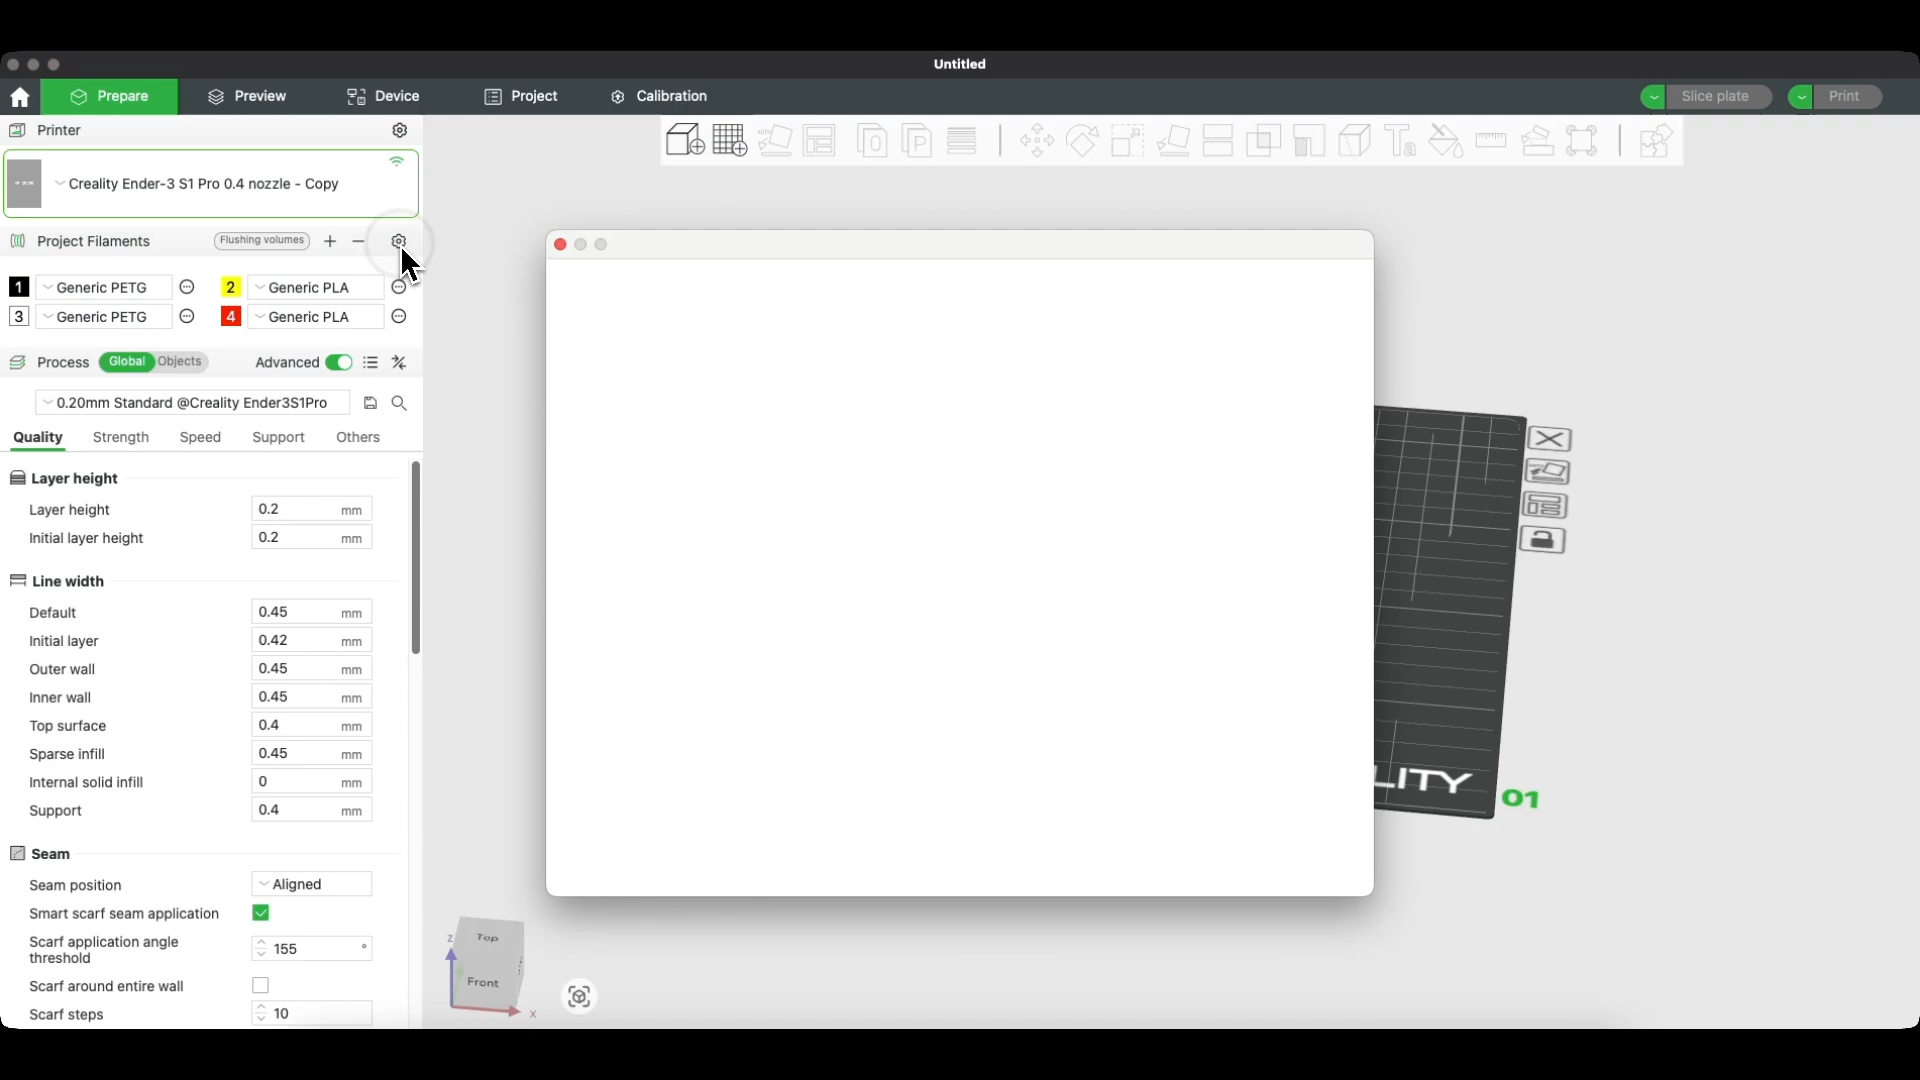 Untitled
Prepare
Preview
Device
Project
Calibration
Slice plate
Print
Printer
Creality Ender-3 S1 Pro 0.4 nozzle - Copy
Project Filaments
Flushing volumes
1 Generic PETG
2 Generic PLA
3 Generic PETG
4 Generic PLA
Process Global Objects Advanced
0.20mm Standard @Creality Ender3S1Pro
Quality Strength Speed Support Others
Layer height
Layer height 0.2 mm
Initial layer height 0.2 mm
Line width
Default 0.45 mm
Initial layer 0.42 mm
Outer wall 0.45 mm
Inner wall 0.45 mm
Top surface 0.4 mm
Sparse infill 0.45 mm
Internal solid infill 0 mm
Support 0.4 mm
Seam
Seam position Aligned
Smart scarf seam application
Scarf application angle
threshold
155 °
Scarf around entire wall
Scarf steps 10
LITY
01
Top
Front
z
x